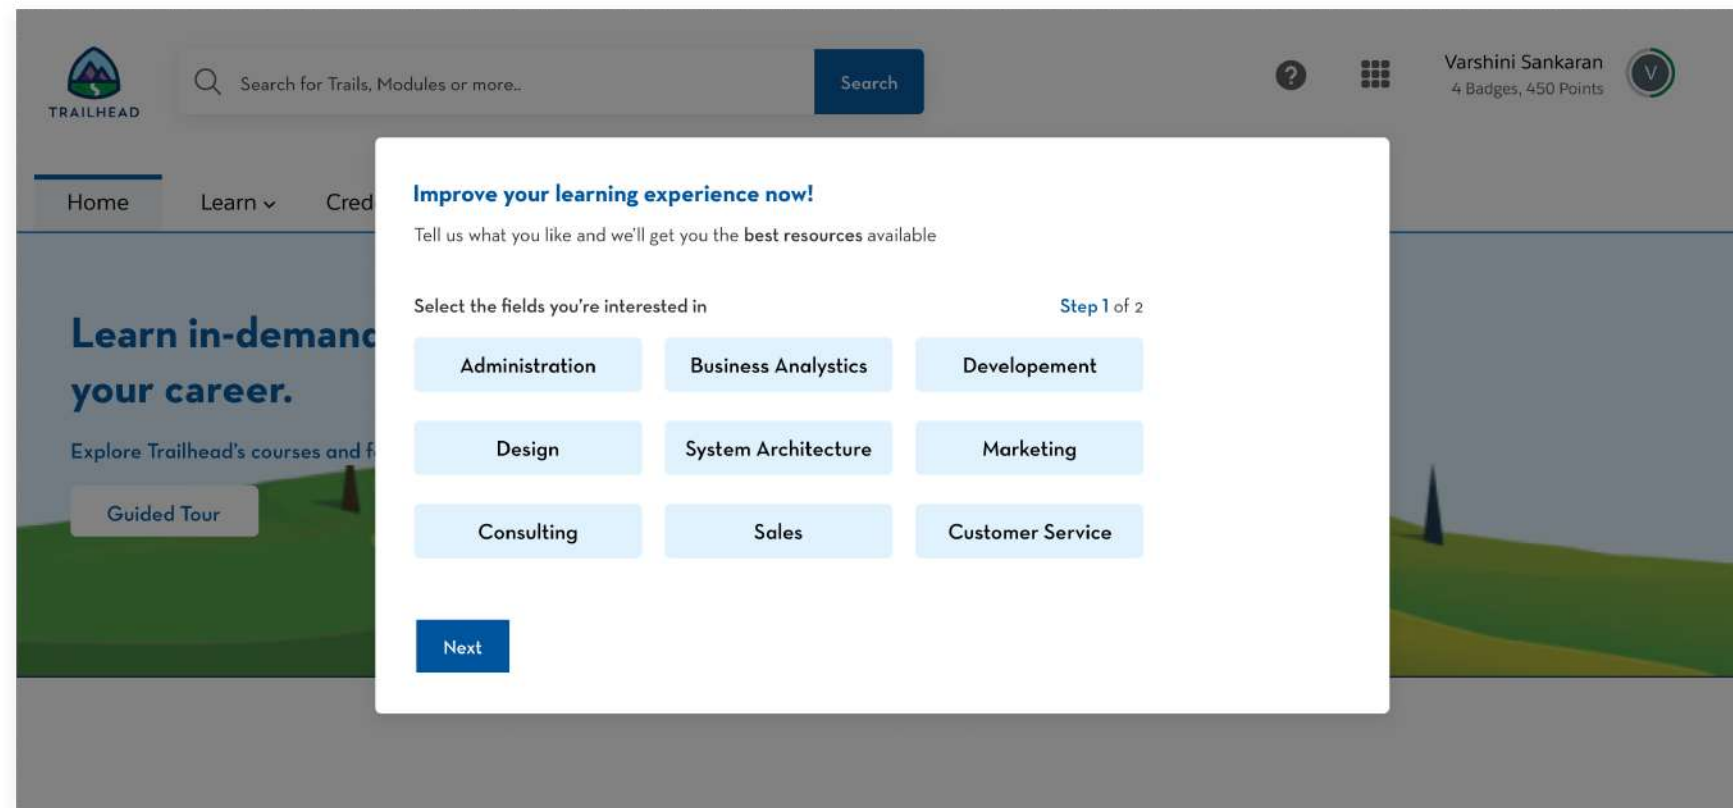 TRAILHEAD
Search for Trails, Modules or more..
Search
?
Varshini Sankaran
4 Badges, 450 Points
V
Home
Learn
Cred
Learn in-demand
your career.
Explore Trailhead's courses and f
Guided Tour
Improve your learning experience now!
Tell us what you like and we'll get you the best resources available
Select the fields you're interested in
Step 1 of 2
Administration
Business Analystics
Developement
Design
System Architecture
Marketing
Consulting
Sales
Customer Service
Next